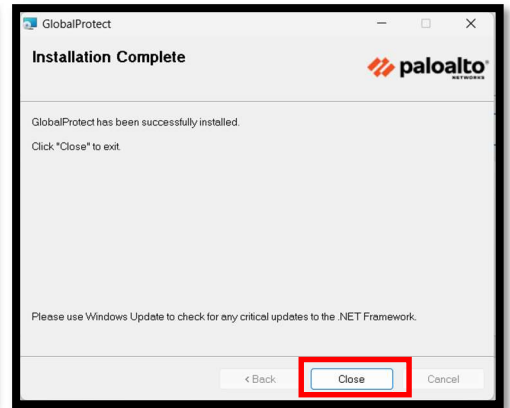 GlobalProtect
Installation Complete
paloalto
NETWORKS
GlobalProtect has been successfully installed.
Click "Close" to exit.
Please use Windows Update to check for any critical updates to the .NET Framework.
< Back Close Cancel